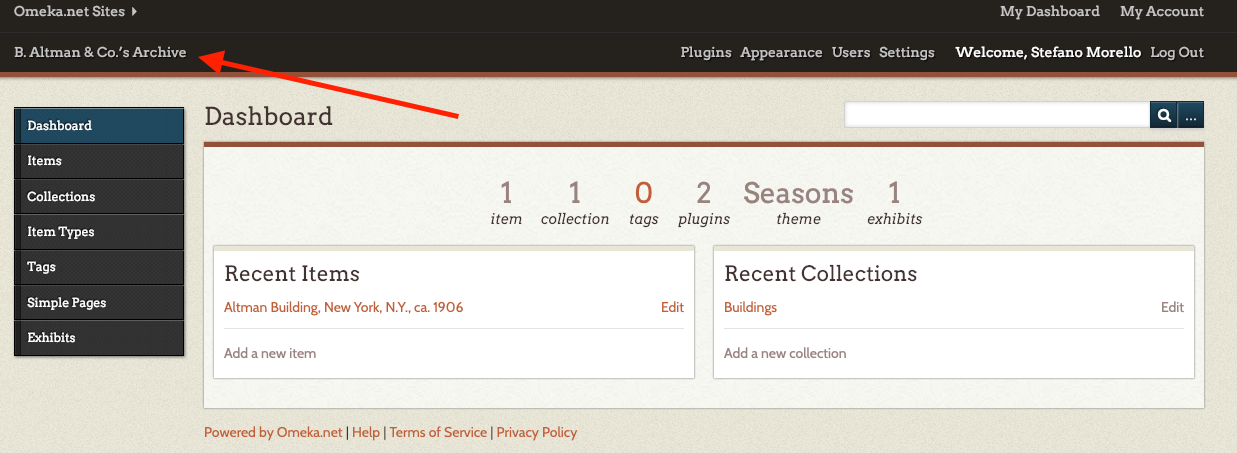 Omeka.net Sites
My Dashboard My Account
B. Altman & Co.'s Archive
Plugins Appearance Users Settings Welcome, Stefano Morello Log Out
Dashboard
Items
Collections
Item Types
Tags
Simple Pages
Exhibits
Dashboard
...
1 1 0 2 Seasons 1
item collection tags plugins theme exhibits
Recent Items
Altman Building, New York, N.Y., ca. 1906 Edit
Add a new item
Recent Collections
Buildings Edit
Add a new collection
Powered by Omeka.net | Help | Terms of Service | Privacy Policy